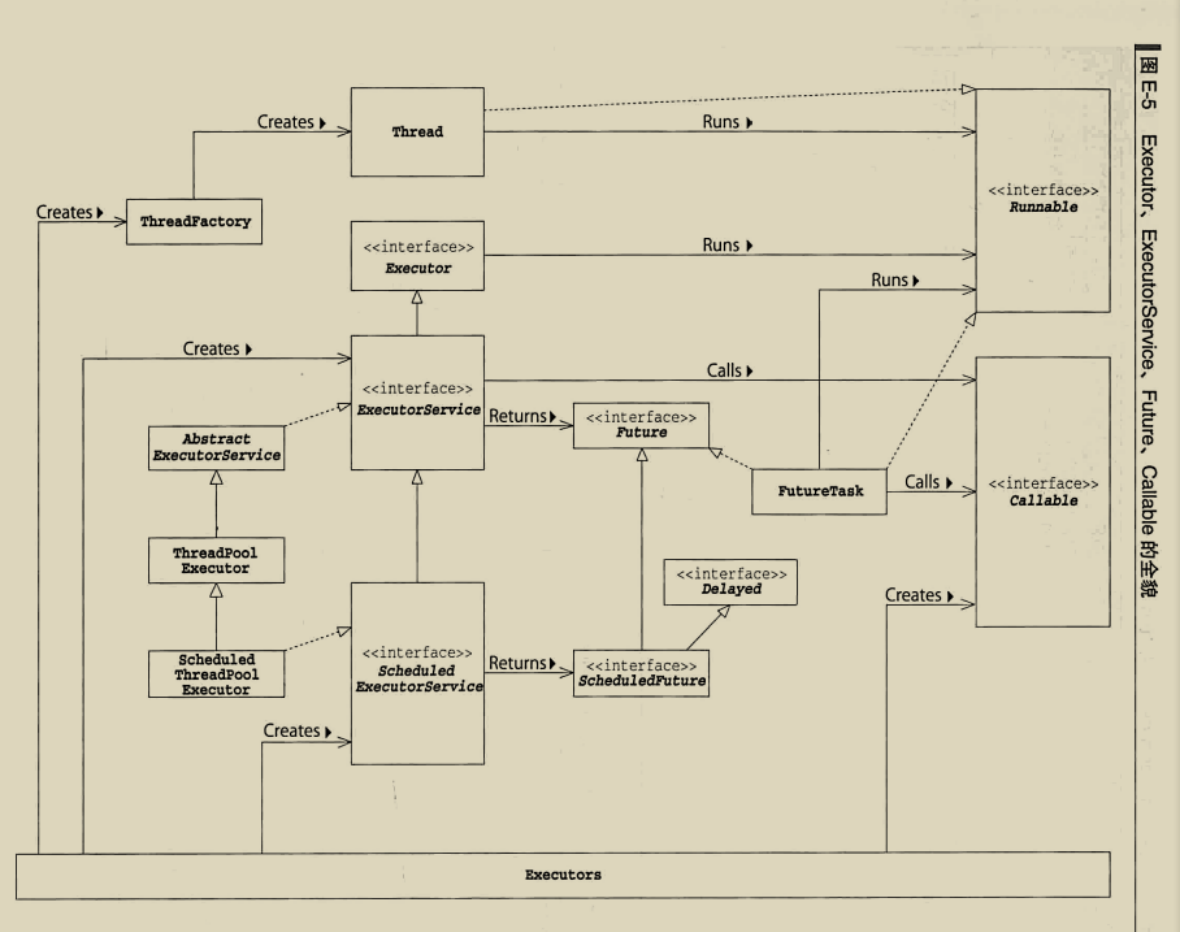 图 E-5 Executor、ExecutorService、Future、Callable 的全貌
Creates
Thread
Runs
<<interface>>
Runnable
Creates
ThreadFactory
<<interface>>
Executor
Runs
Runs
Creates
<<interface>>
ExecutorService
Calls
Returns
<<interface>>
Future
Abstract
ExecutorService
FutureTask
Calls
<<interface>>
Callable
ThreadPool
Executor
<<interface>>
Delayed
Creates
Scheduled
ThreadPool
Executor
<<interface>>
Scheduled
ExecutorService
Returns
<<interface>>
ScheduledFuture
Creates
Executors